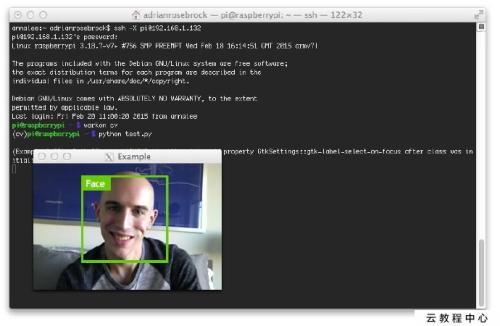 adrianrosebrock — pi@raspberrypi: ~ — ssh — 122×32
annalee:~ adrianrosebrock$ ssh -X pi@192.168.1.132
pi@192.168.1.132's password:
Linux raspberrypi 3.18.7-v7+ #756 SMP PREEMPT Wed Feb 18 16:14:51 GMT 2015 armv7l
The programs included with the Debian GNU/Linux system are free software;
the exact distribution terms for each program are described in the
individual files in /usr/share/doc/*/copyright.
Debian GNU/Linux comes with ABSOLUTELY NO WARRANTY, to the extent
permitted by applicable law.
Last login: Fri Feb 20 11:00:20 2015 from annalee
pi@raspberrypi ~ $ workon cv
(cv)pi@raspberrypi ~ $ python test.py
(Exam property GtkSettings::gtk-label-select-on-focus after class was in
itial
Example
Face
云教程中心